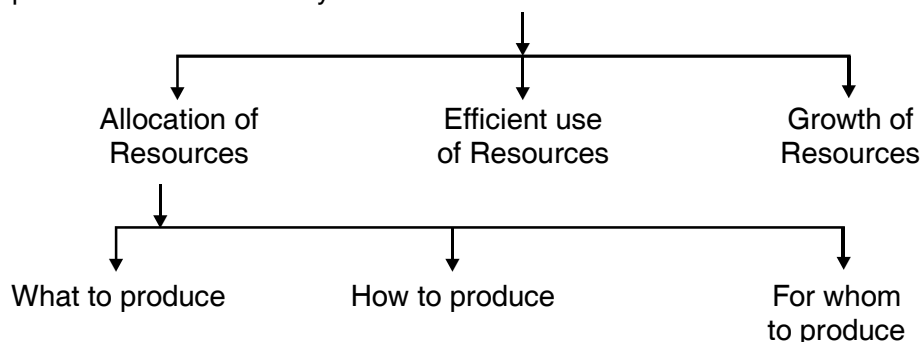 Allocation of
Resources
Efficient use
of Resources
Growth of
Resources
What to produce
How to produce
For whom
to produce